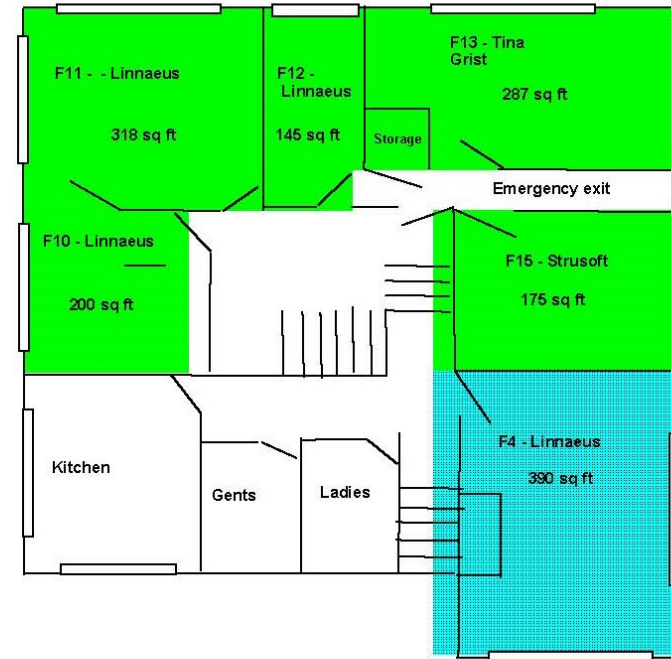 F11 - - Linnaeus
318 sq ft
F12 -
Linnaeus
145 sq ft
F13 - Tina
Grist
287 sq ft
Storage
Emergency exit
F10 - Linnaeus
200 sq ft
F15 - Strusoft
175 sq ft
F4 - Linnaeus
390 sq ft
Kitchen
Gents
Ladies